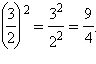 (3/2)² = 3²/2² = 9/4.